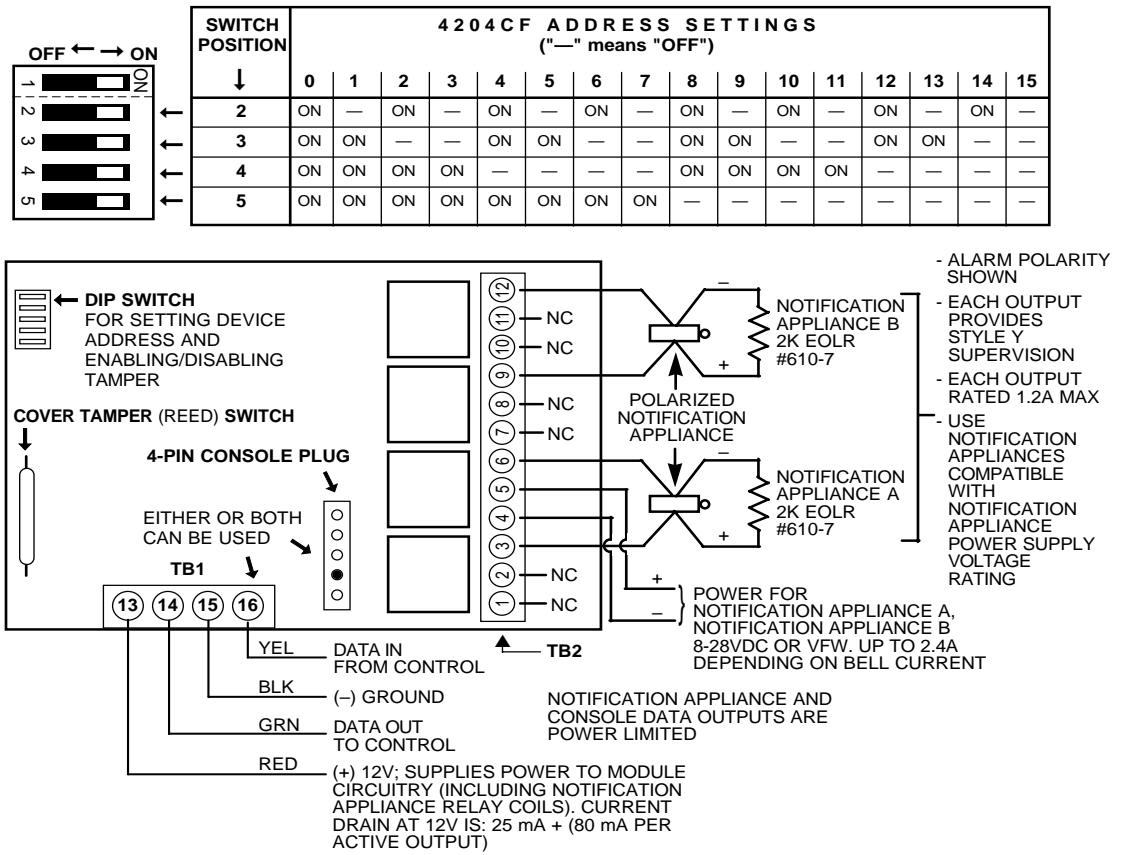 OFF ← → ON
ON
1
2
3
4
5
SWITCH POSITION ↓
4204CF ADDRESS SETTINGS
("—" means "OFF")
0 1 2 3 4 5 6 7 8 9 10 11 12 13 14 15
2 ON — ON — ON — ON — ON — ON — ON — ON —
3 ON ON — — ON ON — — ON ON — — ON ON — —
4 ON ON ON ON — — — — ON ON ON ON — — — —
5 ON ON ON ON ON ON ON ON — — — — — — — —
DIP SWITCH
FOR SETTING DEVICE
ADDRESS AND
ENABLING/DISABLING
TAMPER
COVER TAMPER (REED) SWITCH
4-PIN CONSOLE PLUG
EITHER OR BOTH
CAN BE USED
TB1
13 14 15 16
12
11 NC
10 NC
9
8 NC
7 NC
6
5
4
3
2 NC
1 NC
TB2
–
+
NOTIFICATION
APPLIANCE B
2K EOLR
#610-7
POLARIZED
NOTIFICATION
APPLIANCE
–
+
NOTIFICATION
APPLIANCE A
2K EOLR
#610-7
- ALARM POLARITY
SHOWN
- EACH OUTPUT
PROVIDES
STYLE Y
SUPERVISION
- EACH OUTPUT
RATED 1.2A MAX
- USE
NOTIFICATION
APPLIANCES
COMPATIBLE
WITH
NOTIFICATION
APPLIANCE
POWER SUPPLY
VOLTAGE
RATING
+
–
POWER FOR
NOTIFICATION APPLIANCE A,
NOTIFICATION APPLIANCE B
8-28VDC OR VFW. UP TO 2.4A
DEPENDING ON BELL CURRENT
YEL DATA IN
FROM CONTROL
BLK (–) GROUND
GRN DATA OUT
TO CONTROL
RED (+) 12V; SUPPLIES POWER TO MODULE
CIRCUITRY (INCLUDING NOTIFICATION
APPLIANCE RELAY COILS). CURRENT
DRAIN AT 12V IS: 25 mA + (80 mA PER
ACTIVE OUTPUT)
NOTIFICATION APPLIANCE AND
CONSOLE DATA OUTPUTS ARE
POWER LIMITED